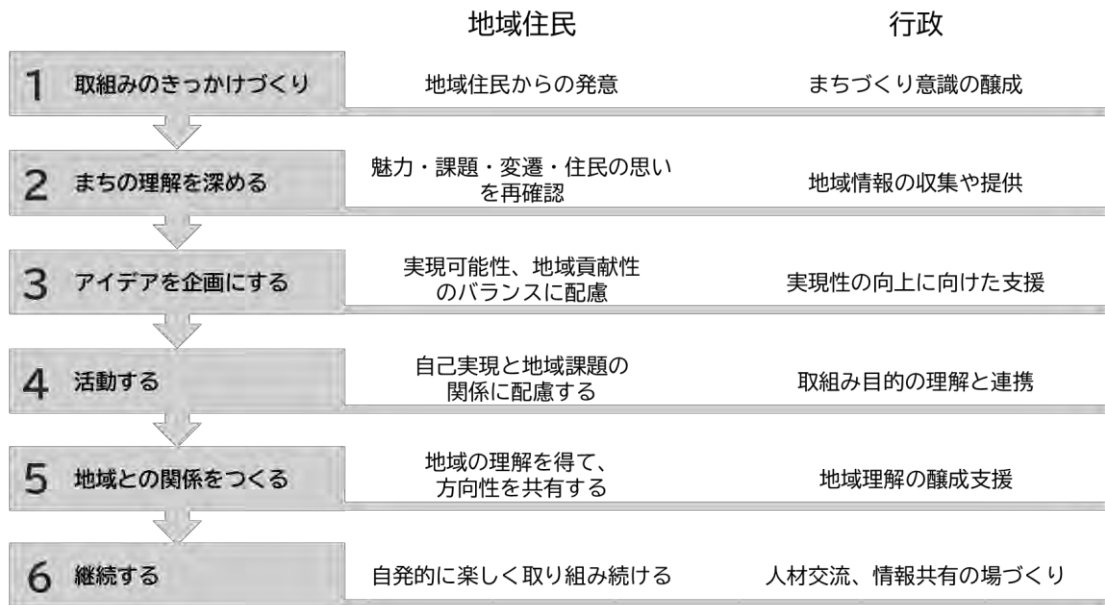 地域住民 行政
1 取組みのきっかけづくり 地域住民からの発意 まちづくり意識の醸成
2 まちの理解を深める 魅力・課題・変遷・住民の思い
を再確認 地域情報の収集や提供
3 アイデアを企画にする 実現可能性、地域貢献性
のバランスに配慮 実現性の向上に向けた支援
4 活動する 自己実現と地域課題の
関係に配慮する 取組み目的の理解と連携
5 地域との関係をつくる 地域の理解を得て、
方向性を共有する 地域理解の醸成支援
6 継続する 自発的に楽しく取り組み続ける 人材交流、情報共有の場づくり